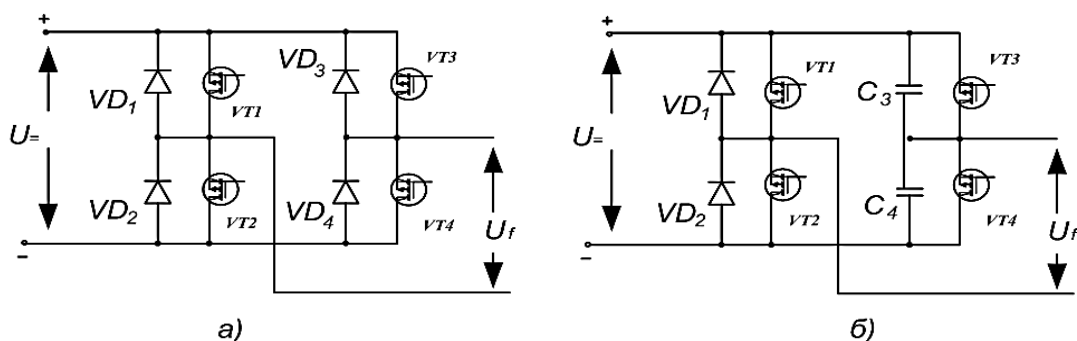 +
VD3
VT3
VD1
VT1
U=
VD2
VT2
VD4
VT4
Uf
−
а)
+
VT1
VT3
VD1
C3
U=
VD2
VT2
C4
VT4
Uf
−
б)